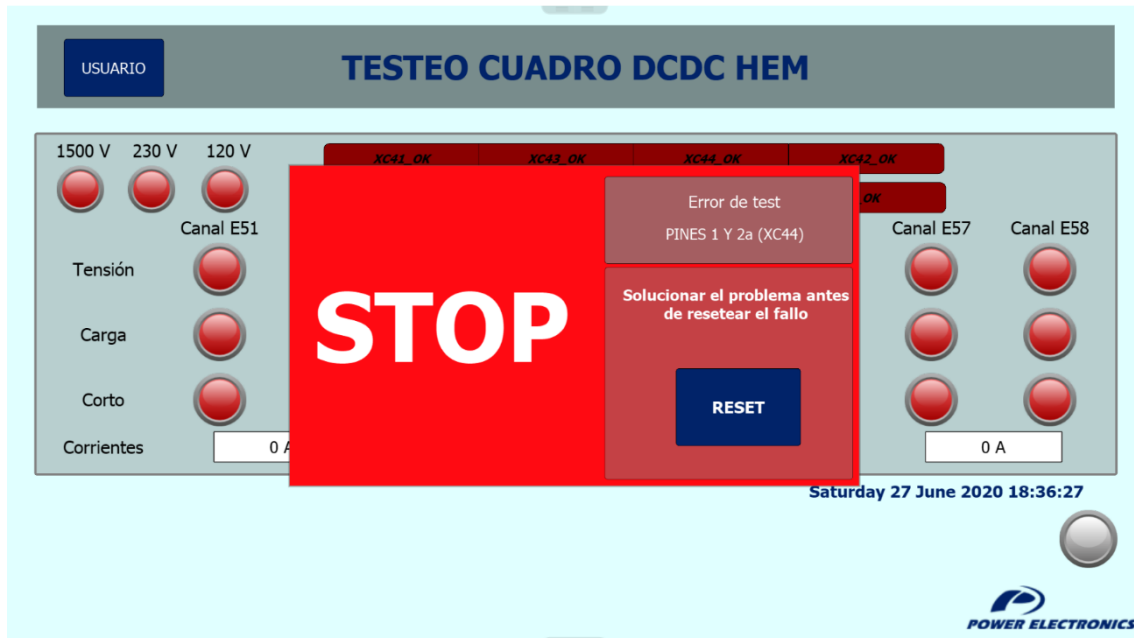 USUARIO
TESTEO CUADRO DCDC HEM
1500 V 230 V 120 V
XC41_OK XC43_OK XC44_OK XC42_OK
OK
Canal E51 Canal E57 Canal E58
Error de test
PINES 1 Y 2a (XC44)
Tensión
STOP
Solucionar el problema antes
de resetear el fallo
Carga
Corto
RESET
Corrientes 0 A 0 A
Saturday 27 June 2020 18:36:27
POWER ELECTRONICS